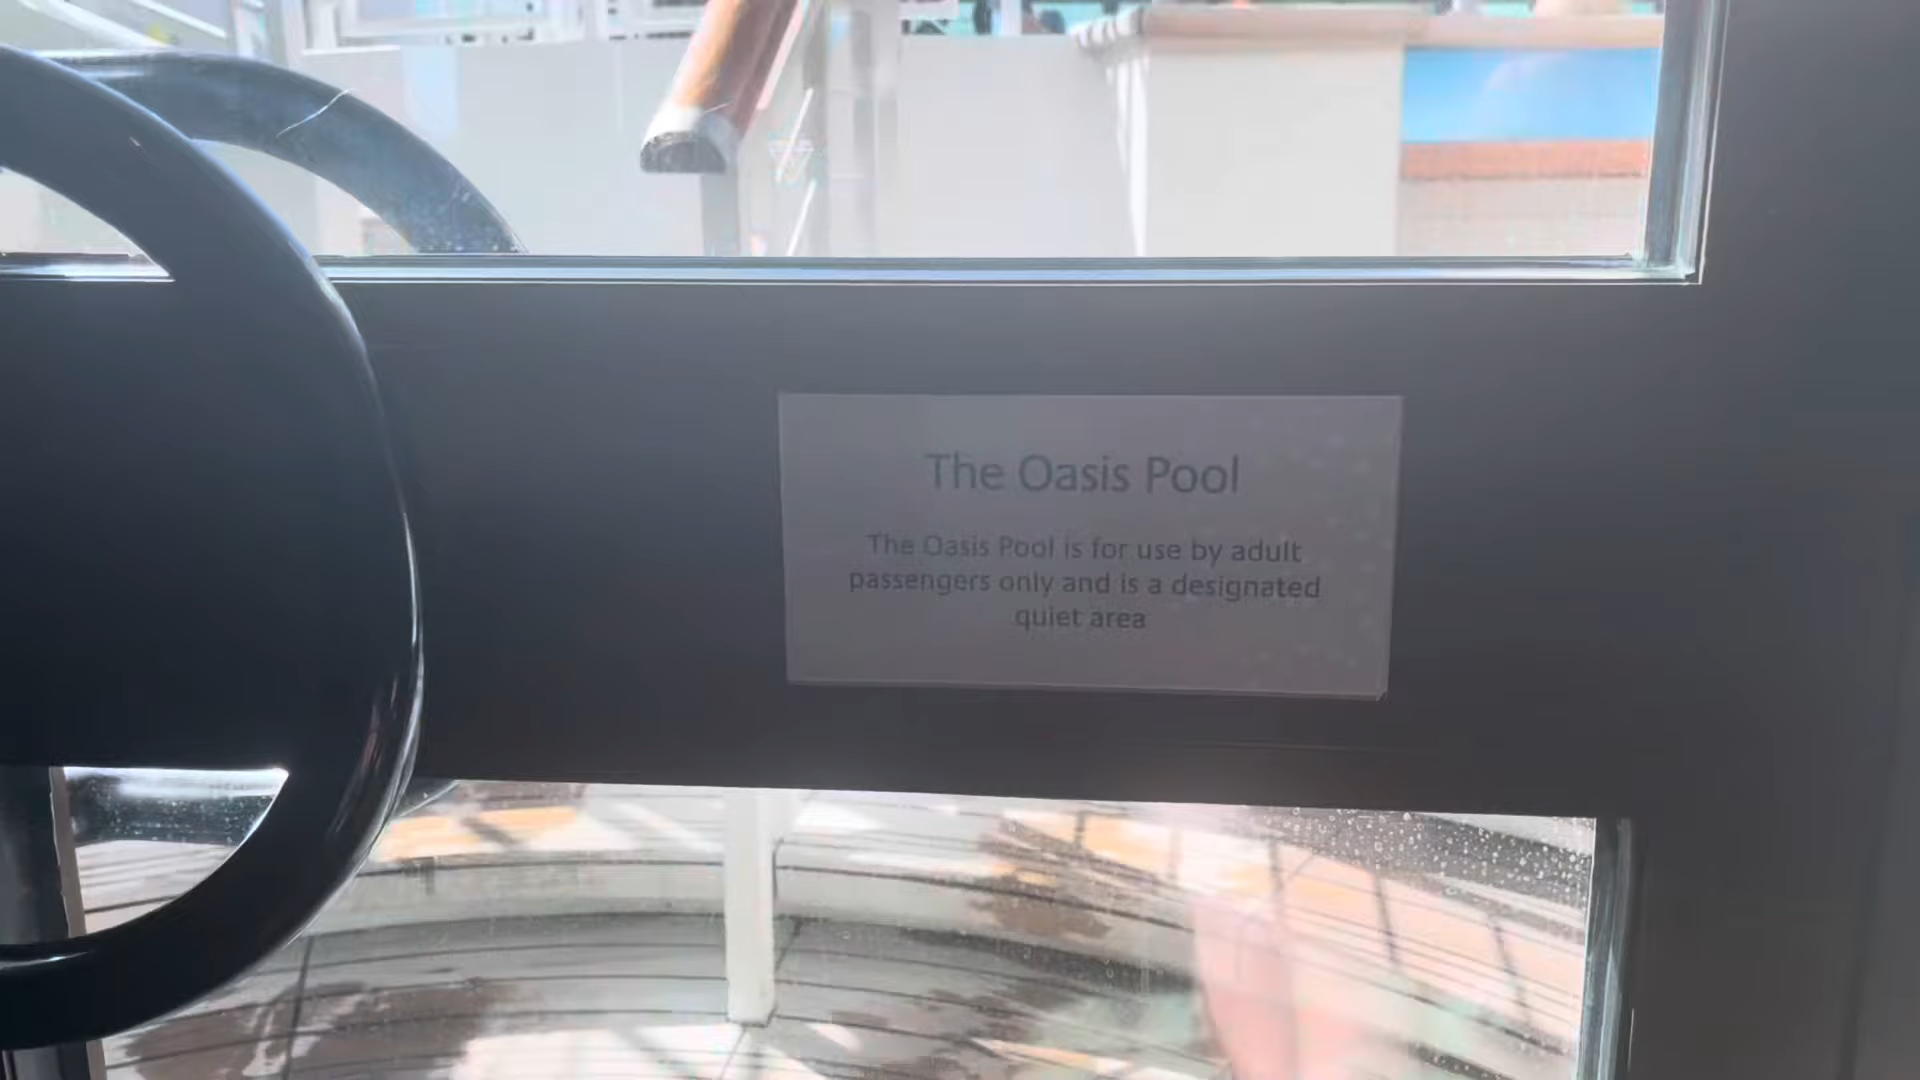 The Oasis Pool
The Oasis Pool is for use by adult
passengers only and is a designated
quiet area